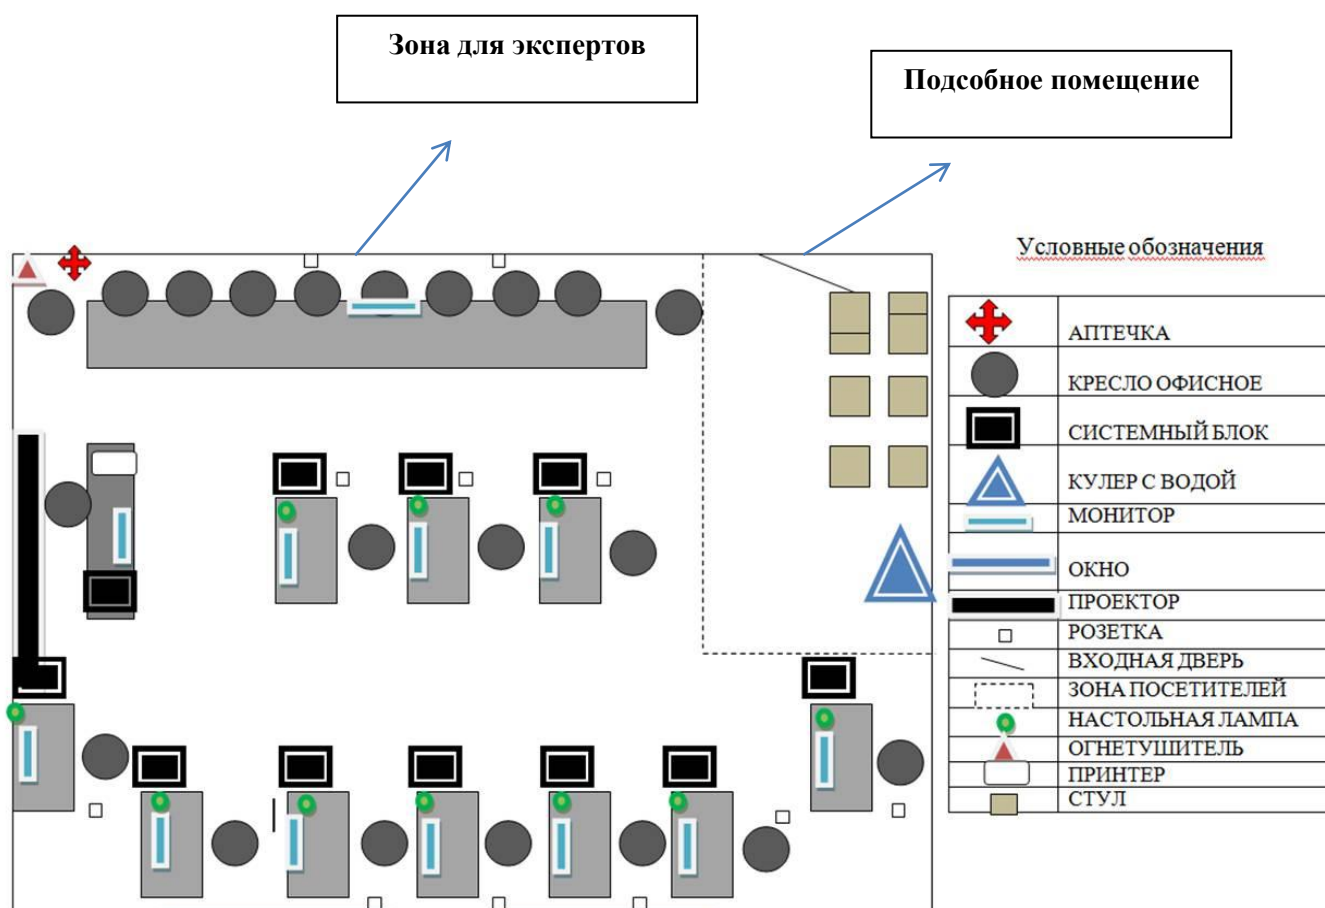 Зона для экспертов
Подсобное помещение
Условные обозначения
АПТЕЧКА
КРЕСЛО ОФИСНОЕ
СИСТЕМНЫЙ БЛОК
КУЛЕР С ВОДОЙ
МОНИТОР
ОКНО
ПРОЕКТОР
РОЗЕТКА
ВХОДНАЯ ДВЕРЬ
ЗОНА ПОСЕТИТЕЛЕЙ
НАСТОЛЬНАЯ ЛАМПА
ОГНЕТУШИТЕЛЬ
ПРИНТЕР
СТУЛ